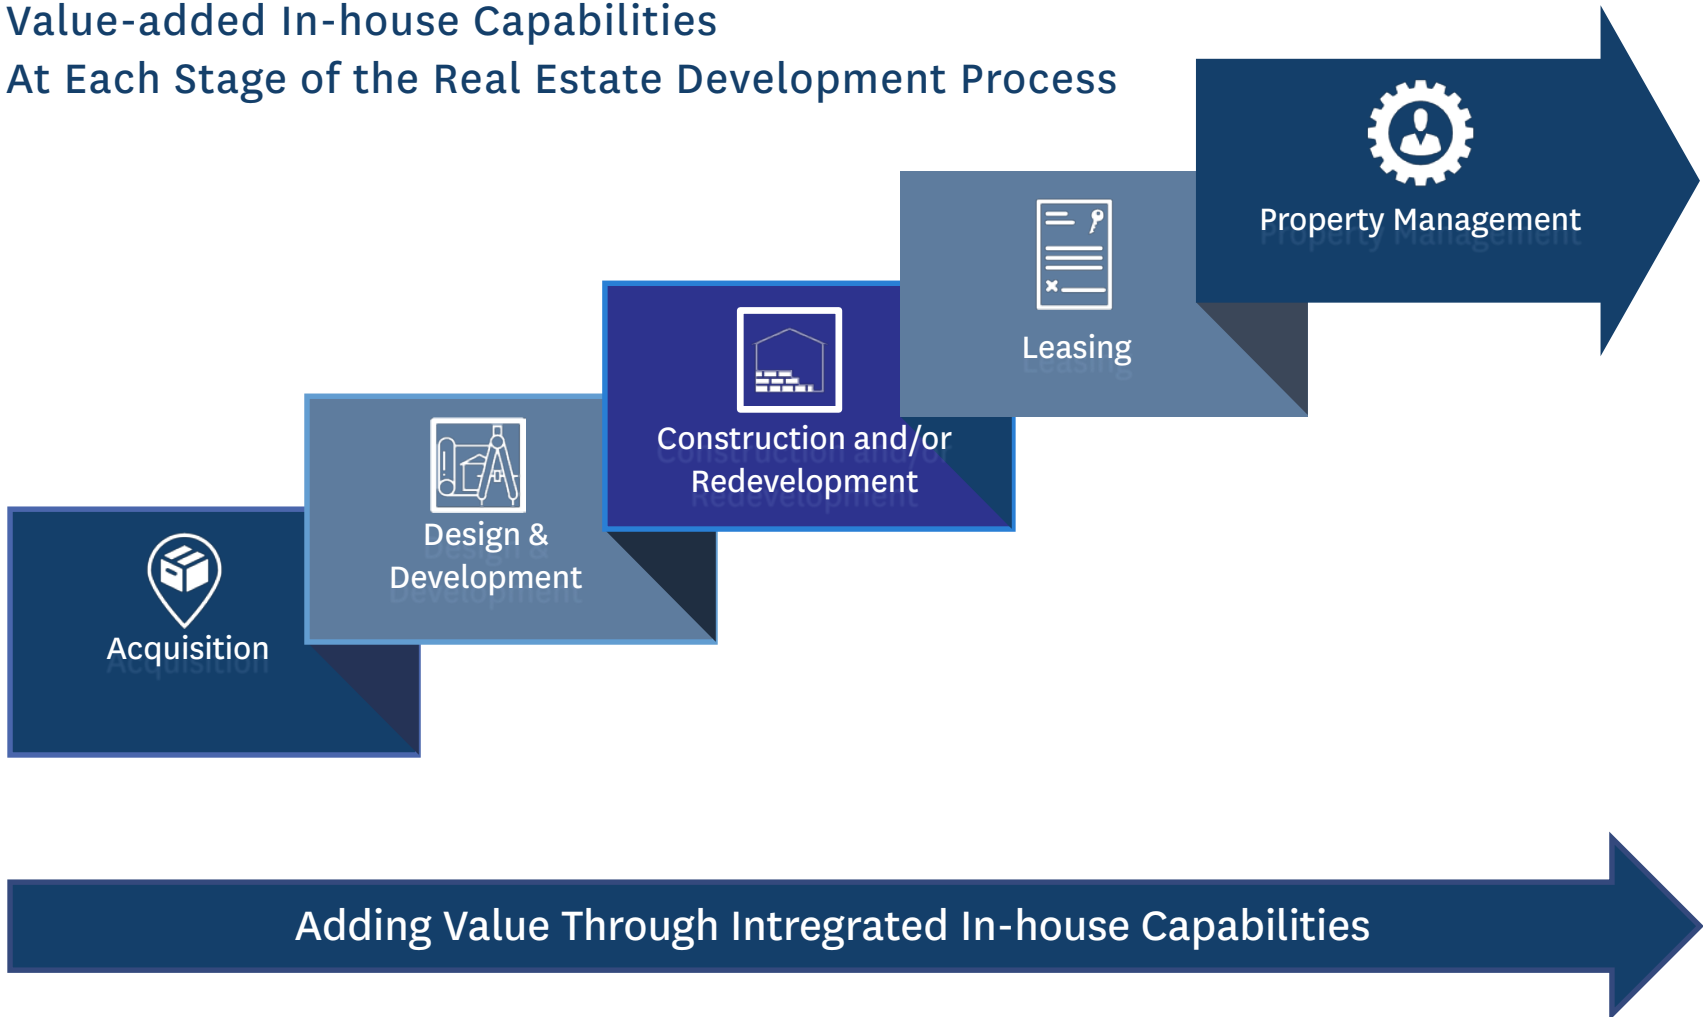 Value-added In-house Capabilities
At Each Stage of the Real Estate Development Process
Property Management
Leasing
Construction and/or
Redevelopment
Design &
Development
Acquisition
Adding Value Through Intregrated In-house Capabilities